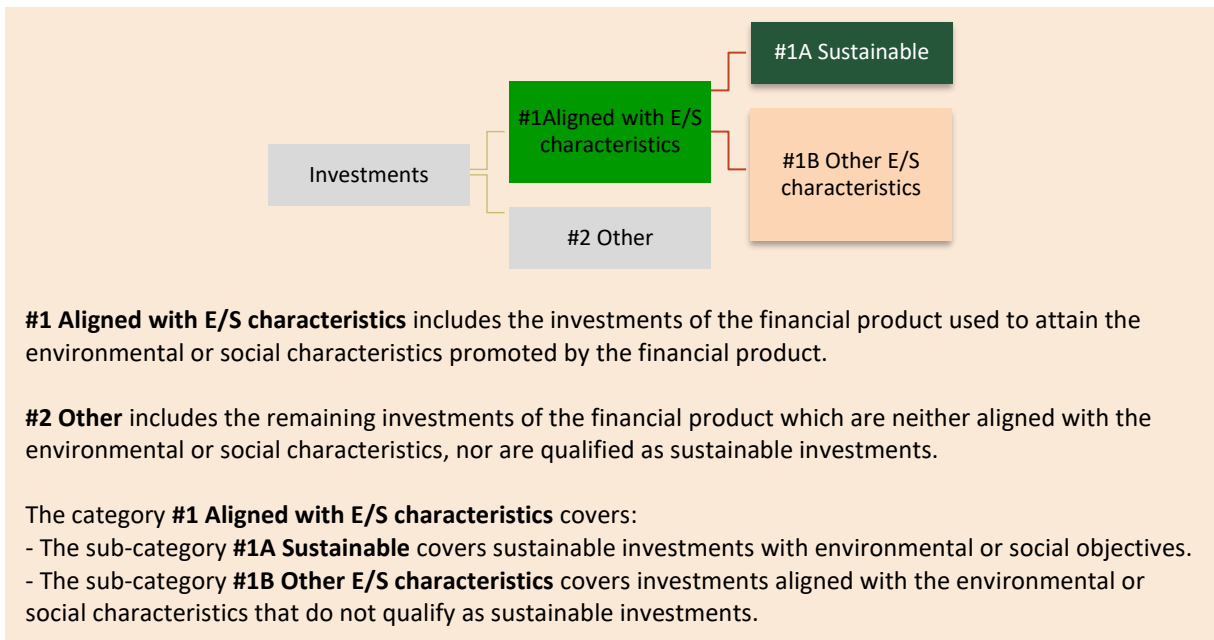 #1A Sustainable
#1Aligned with E/S
characteristics
#1B Other E/S
characteristics
Investments
#2 Other
#1 Aligned with E/S characteristics includes the investments of the financial product used to attain the
environmental or social characteristics promoted by the financial product.
#2 Other includes the remaining investments of the financial product which are neither aligned with the
environmental or social characteristics, nor are qualified as sustainable investments.
The category #1 Aligned with E/S characteristics covers:
- The sub-category #1A Sustainable covers sustainable investments with environmental or social objectives.
- The sub-category #1B Other E/S characteristics covers investments aligned with the environmental or
social characteristics that do not qualify as sustainable investments.